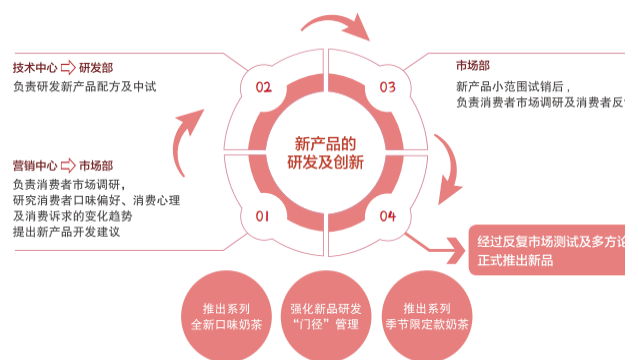 技术中心 研发部
负责研发新产品配方及中试
02
03
市场部
新产品小范围试销后,
负责消费者市场调研及消费者反
新产品的
研发及创新
营销中心 市场部
负责消费者市场调研,
研究消费者口味偏好、消费心理
及消费诉求的变化趋势
提出新产品开发建议
01
04
经过反复市场测试及多方论
正式推出新品
推出系列
全新口味奶茶
强化新品研发
“门径”管理
推出系列
季节限定款奶茶